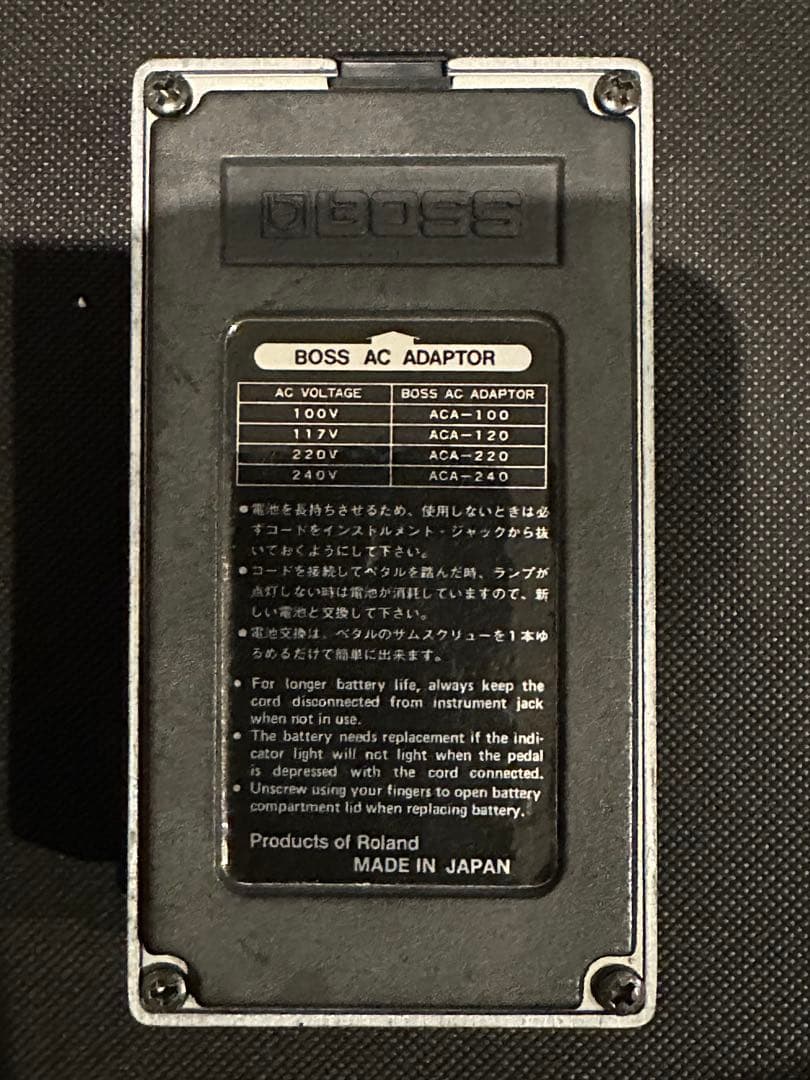 BOSS
BOSS AC ADAPTOR
AC VOLTAGE BOSS AC ADAPTOR
100V ACA-100
117V ACA-120
220V ACA-220
240V ACA-240
●電池を長持ちさせるため、使用しないときは必
ずコードをインストルメント・ジャックから抜
いておくようにして下さい。
●コードを接続してペタルを踏んだ時、ランプが
点灯しない時は電池が消耗していますので、新
しい電池と交換して下さい。
●電池交換は、ペタルのサムスクリューを1本ゆ
るめるだけで簡単に出来ます。
● For longer battery life, always keep the
cord disconnected from instrument jack
when not in use.
● The battery needs replacement if the indi-
cator light will not light when the pedal
is depressed with the cord connected.
● Unscrew using your fingers to open battery
compartment lid when replacing battery.
Products of Roland
MADE IN JAPAN